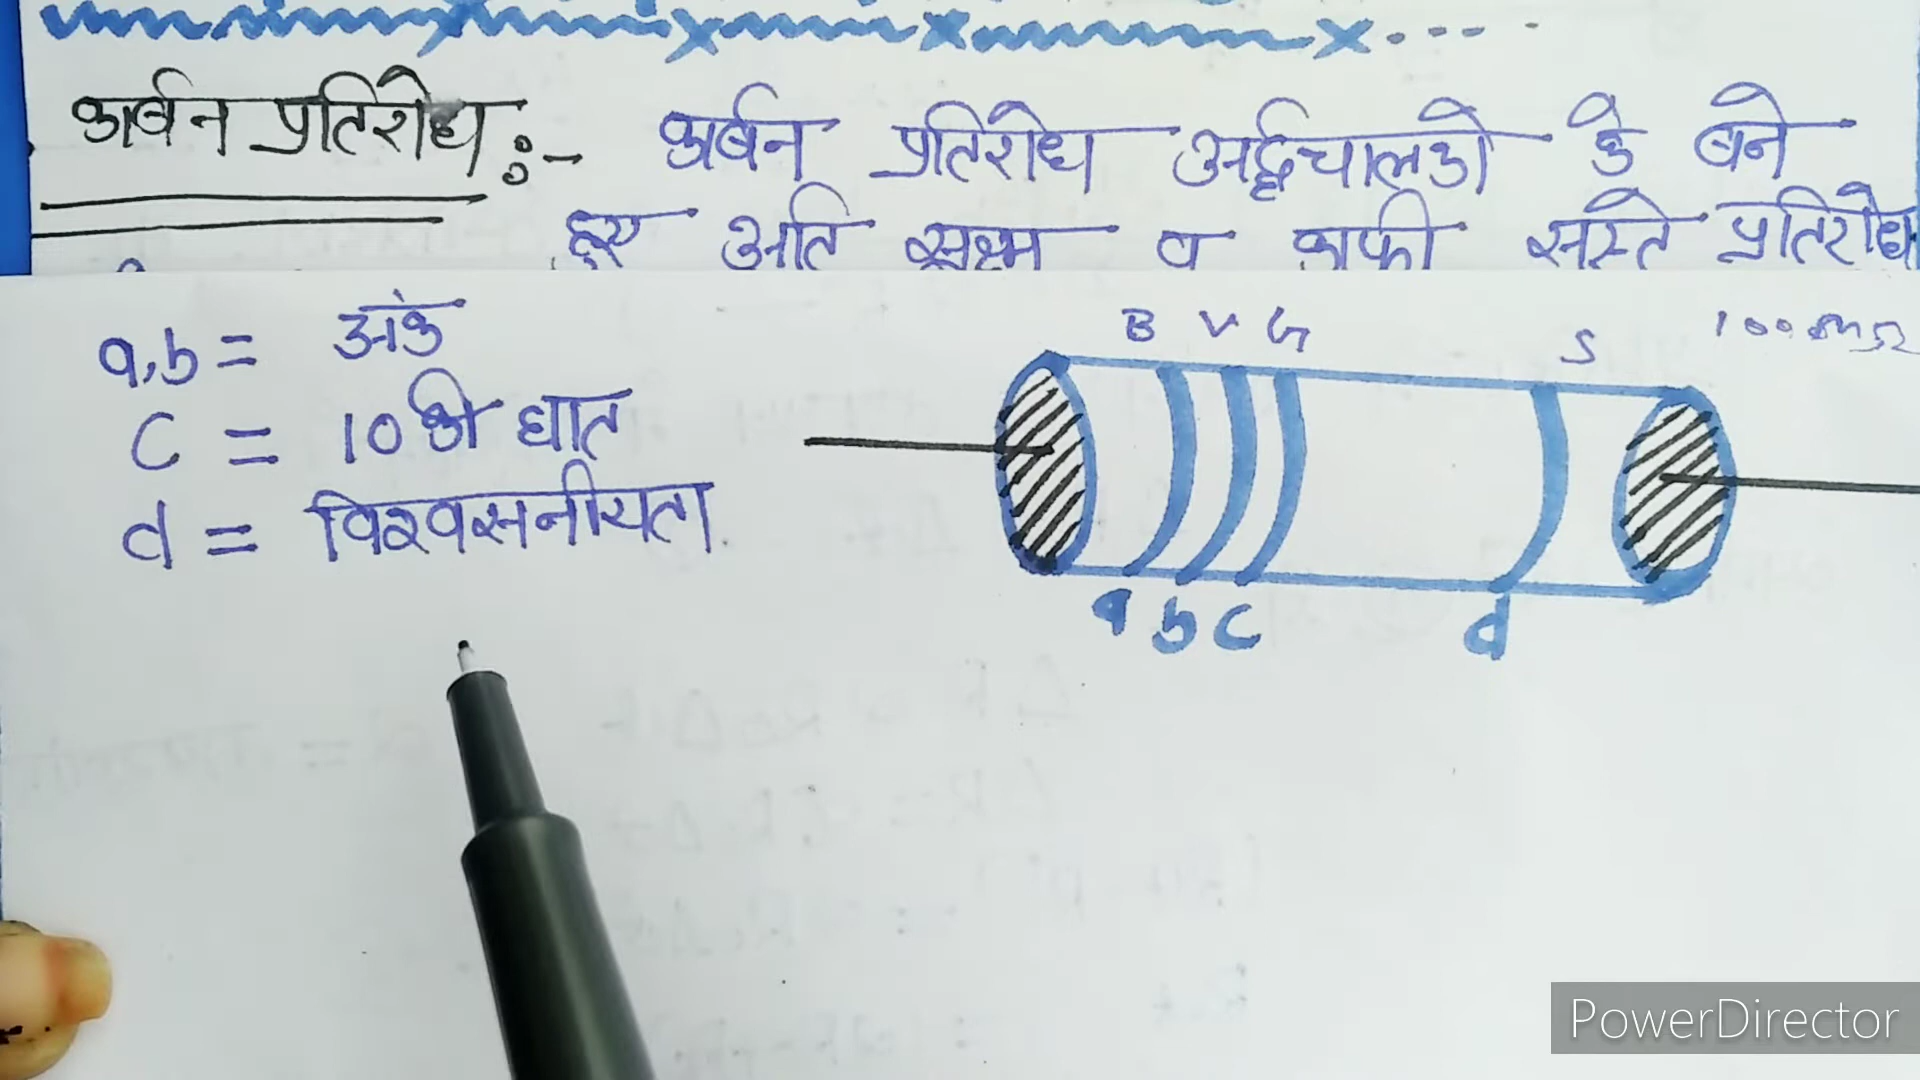 कार्बन प्रतिरोध :- कार्बन प्रतिरोध अर्द्धचालकों के बने
हुए अति सूक्ष्म व काफी सस्ते प्रतिरोध
a,b = अंक
C = 10 की घात
d = विश्वसनीयता
B V G S
a b c d
PowerDirector